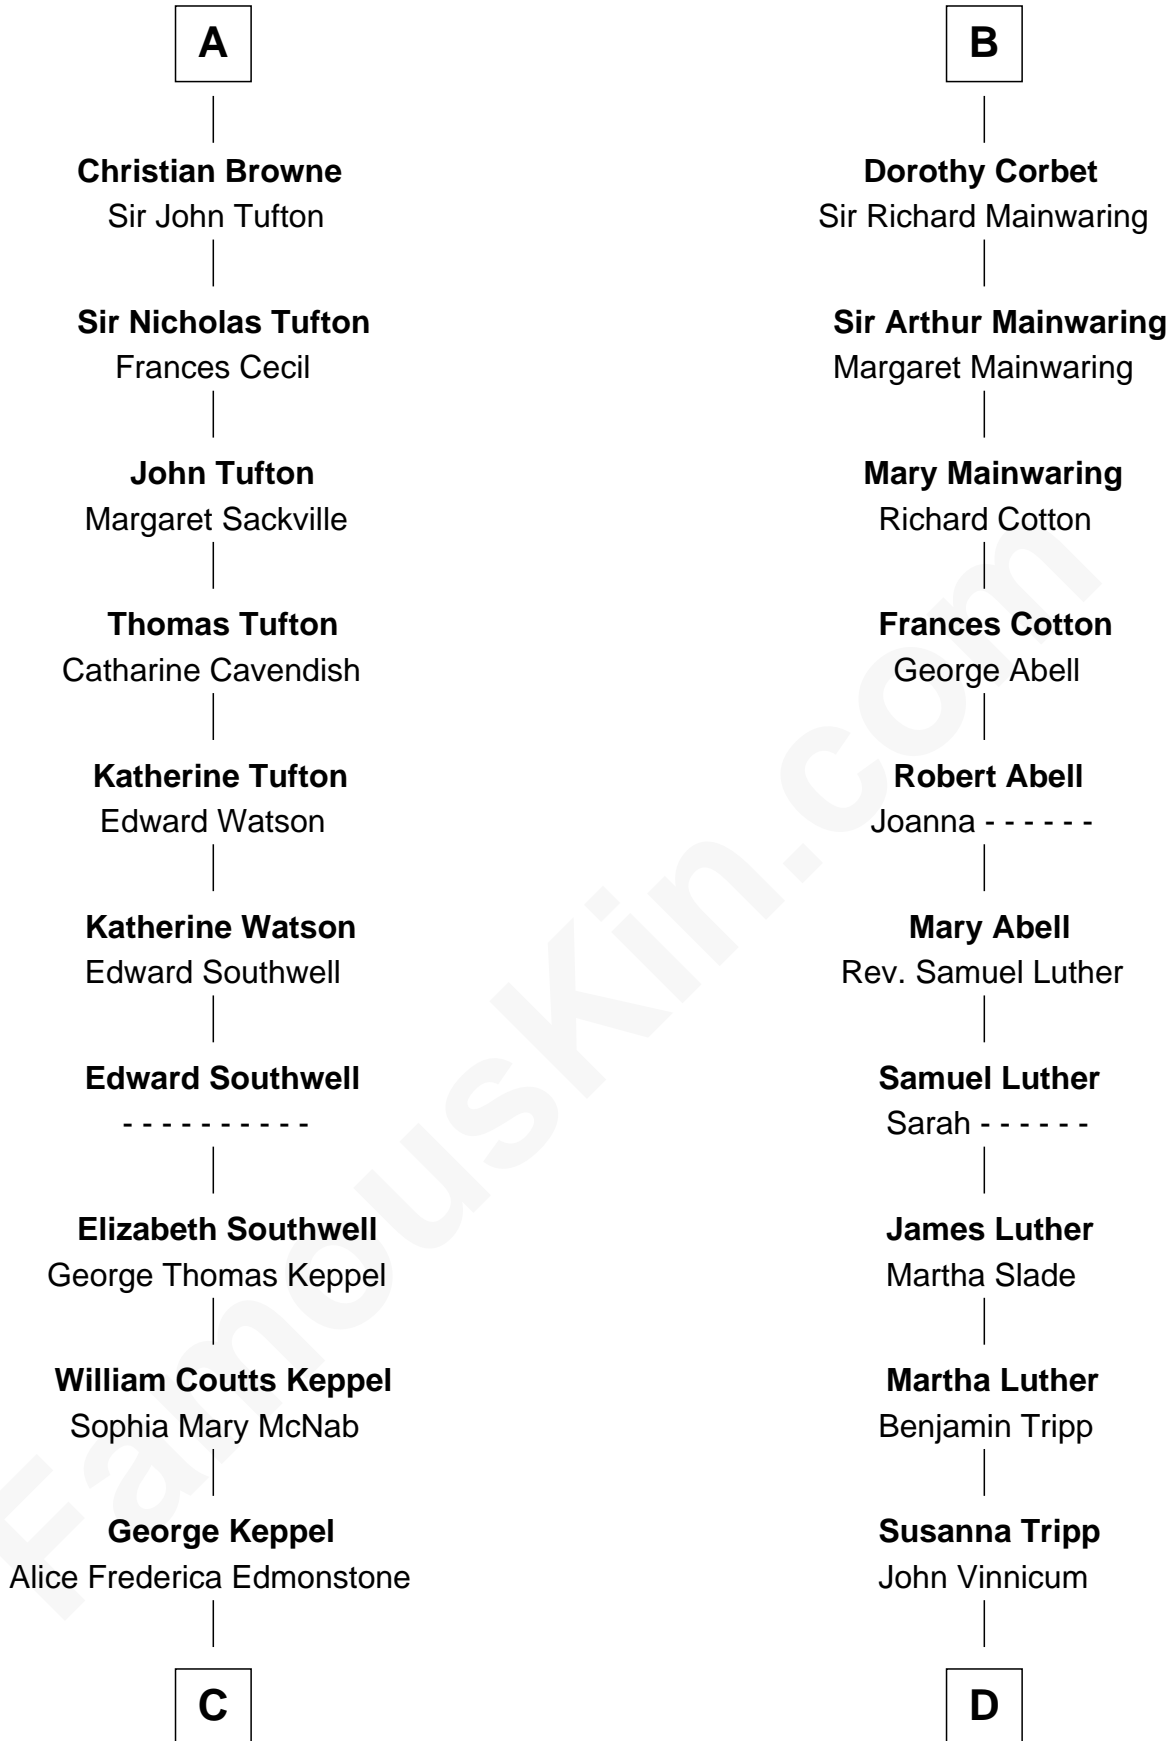 A
Christian Browne
Sir John Tufton
Sir Nicholas Tufton
Frances Cecil
John Tufton
Margaret Sackville
Thomas Tufton
Catharine Cavendish
Katherine Tufton
Edward Watson
Katherine Watson
Edward Southwell
Edward Southwell
- - - - - - - - - -
Elizabeth Southwell
George Thomas Keppel
William Coutts Keppel
Sophia Mary McNab
George Keppel
Alice Frederica Edmonstone
C
B
Dorothy Corbet
Sir Richard Mainwaring
Sir Arthur Mainwaring
Margaret Mainwaring
Mary Mainwaring
Richard Cotton
Frances Cotton
George Abell
Robert Abell
Joanna - - - - - -
Mary Abell
Rev. Samuel Luther
Samuel Luther
Sarah - - - - - -
James Luther
Martha Slade
Martha Luther
Benjamin Tripp
Susanna Tripp
John Vinnicum
D
FamousKin.com